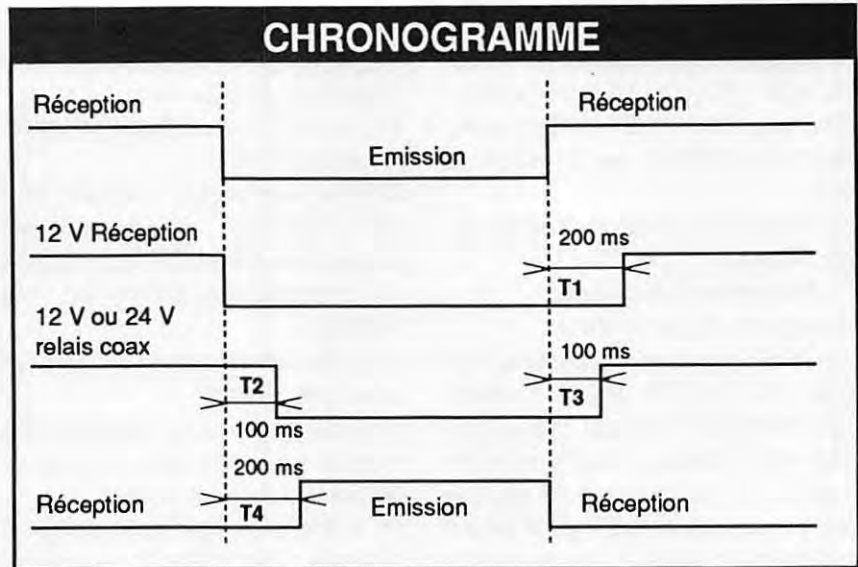 CHRONOGRAMME
Réception
Réception
Emission
12 V Réception
200 ms
T1
12 V ou 24 V
relais coax
100 ms
T2
T3
100 ms
200 ms
Réception
T4
Emission
Réception